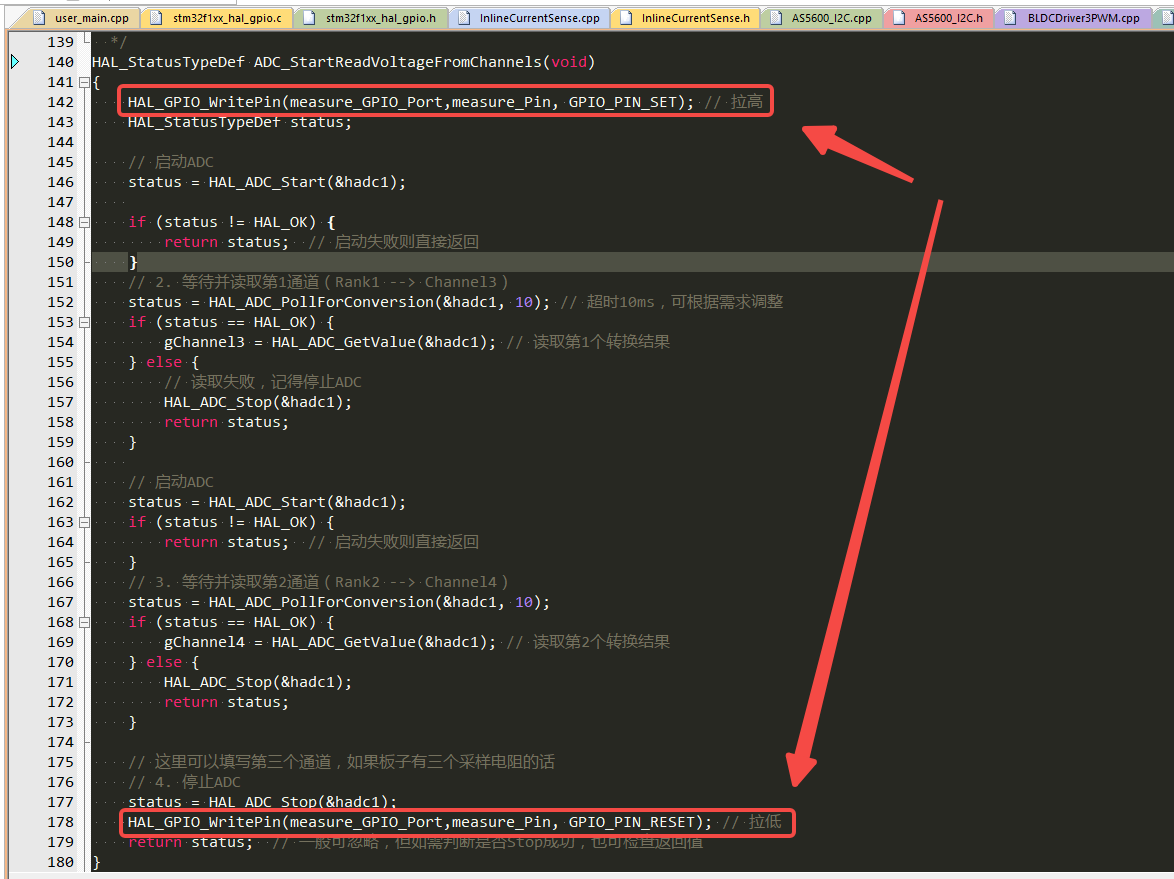 user_main.cpp stm32f1xx_hal_gpio.c stm32f1xx_hal_gpio.h InlineCurrentSense.cpp InlineCurrentSense.h AS5600_I2C.cpp AS5600_I2C.h BLDCDriver3PWM.cpp
139 */
140 HAL_StatusTypeDef ADC_StartReadVoltageFromChannels(void)
141 {
142 HAL_GPIO_WritePin(measure_GPIO_Port,measure_Pin, GPIO_PIN_SET); // 拉高
143 HAL_StatusTypeDef status;
144
145 // 启动ADC
146 status = HAL_ADC_Start(&hadc1);
147
148 if (status != HAL_OK) {
149 return status; // 启动失败则直接返回
150 }
151 // 2. 等待并读取第1通道（Rank1 --> Channel3）
152 status = HAL_ADC_PollForConversion(&hadc1, 10); // 超时10ms，可根据需求调整
153 if (status == HAL_OK) {
154 gChannel3 = HAL_ADC_GetValue(&hadc1); // 读取第1个转换结果
155 } else {
156 // 读取失败，记得停止ADC
157 HAL_ADC_Stop(&hadc1);
158 return status;
159 }
160
161 // 启动ADC
162 status = HAL_ADC_Start(&hadc1);
163 if (status != HAL_OK) {
164 return status; // 启动失败则直接返回
165 }
166 // 3. 等待并读取第2通道（Rank2 --> Channel4）
167 status = HAL_ADC_PollForConversion(&hadc1, 10);
168 if (status == HAL_OK) {
169 gChannel4 = HAL_ADC_GetValue(&hadc1); // 读取第2个转换结果
170 } else {
171 HAL_ADC_Stop(&hadc1);
172 return status;
173 }
174
175 // 这里可以填写第三个通道，如果板子有三个采样电阻的话
176 // 4. 停止ADC
177 status = HAL_ADC_Stop(&hadc1);
178 HAL_GPIO_WritePin(measure_GPIO_Port,measure_Pin, GPIO_PIN_RESET); // 拉低
179 return status; // 一般可忽略，但如需判断是否Stop成功，也可检查返回值
180 }